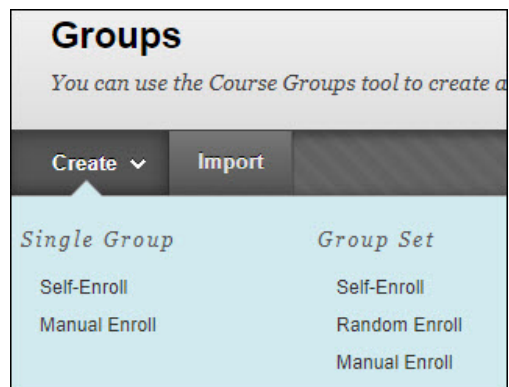 Groups
You can use the Course Groups tool to create a
Create Import
Single Group Group Set
Self-Enroll Self-Enroll
Manual Enroll Random Enroll
Manual Enroll